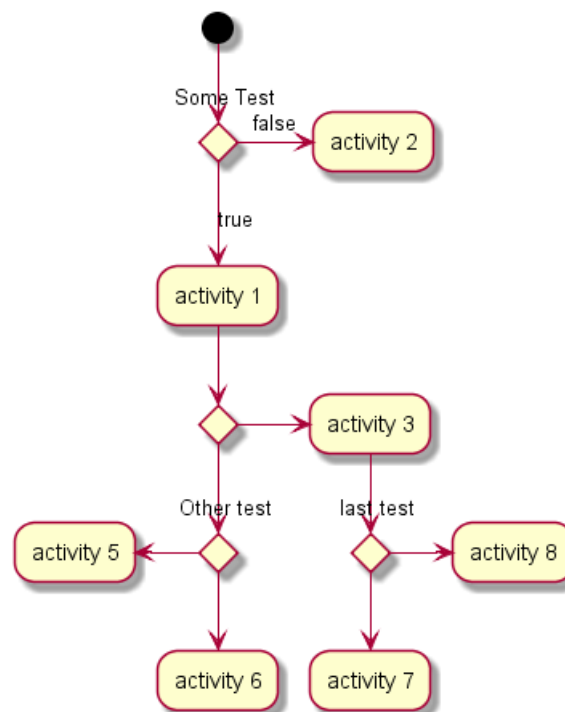 Some Test
false
activity 2
true
activity 1
activity 3
Other test
last test
activity 5
activity 8
activity 6
activity 7